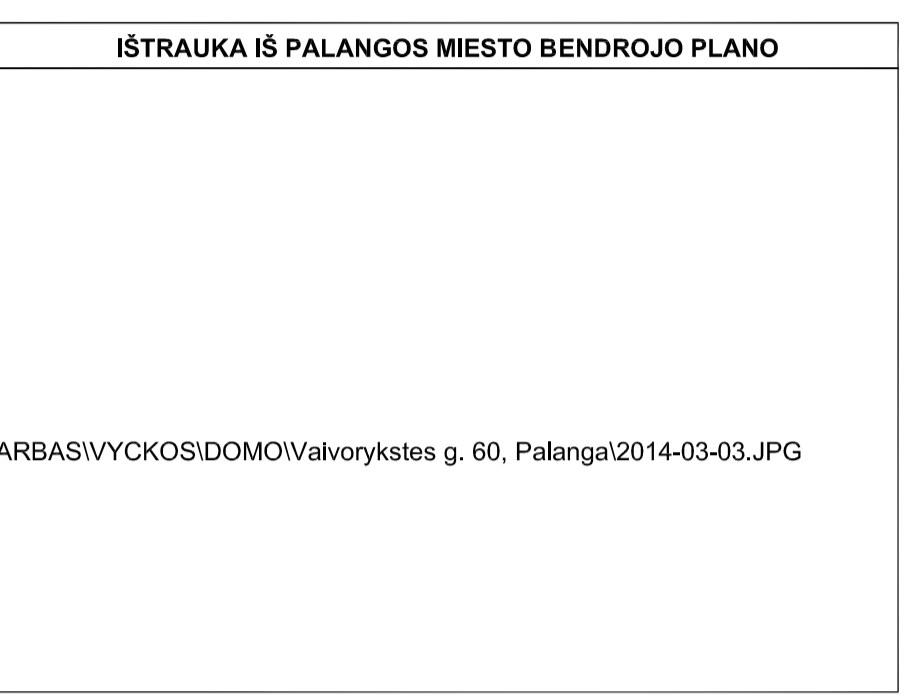 IŠTRAUKA IŠ PALANGOS MIESTO BENDROJO PLANO
ARBAS\VYCKOS\DOMO\Vaivorykstes g. 60, Palanga\2014-03-03.JPG